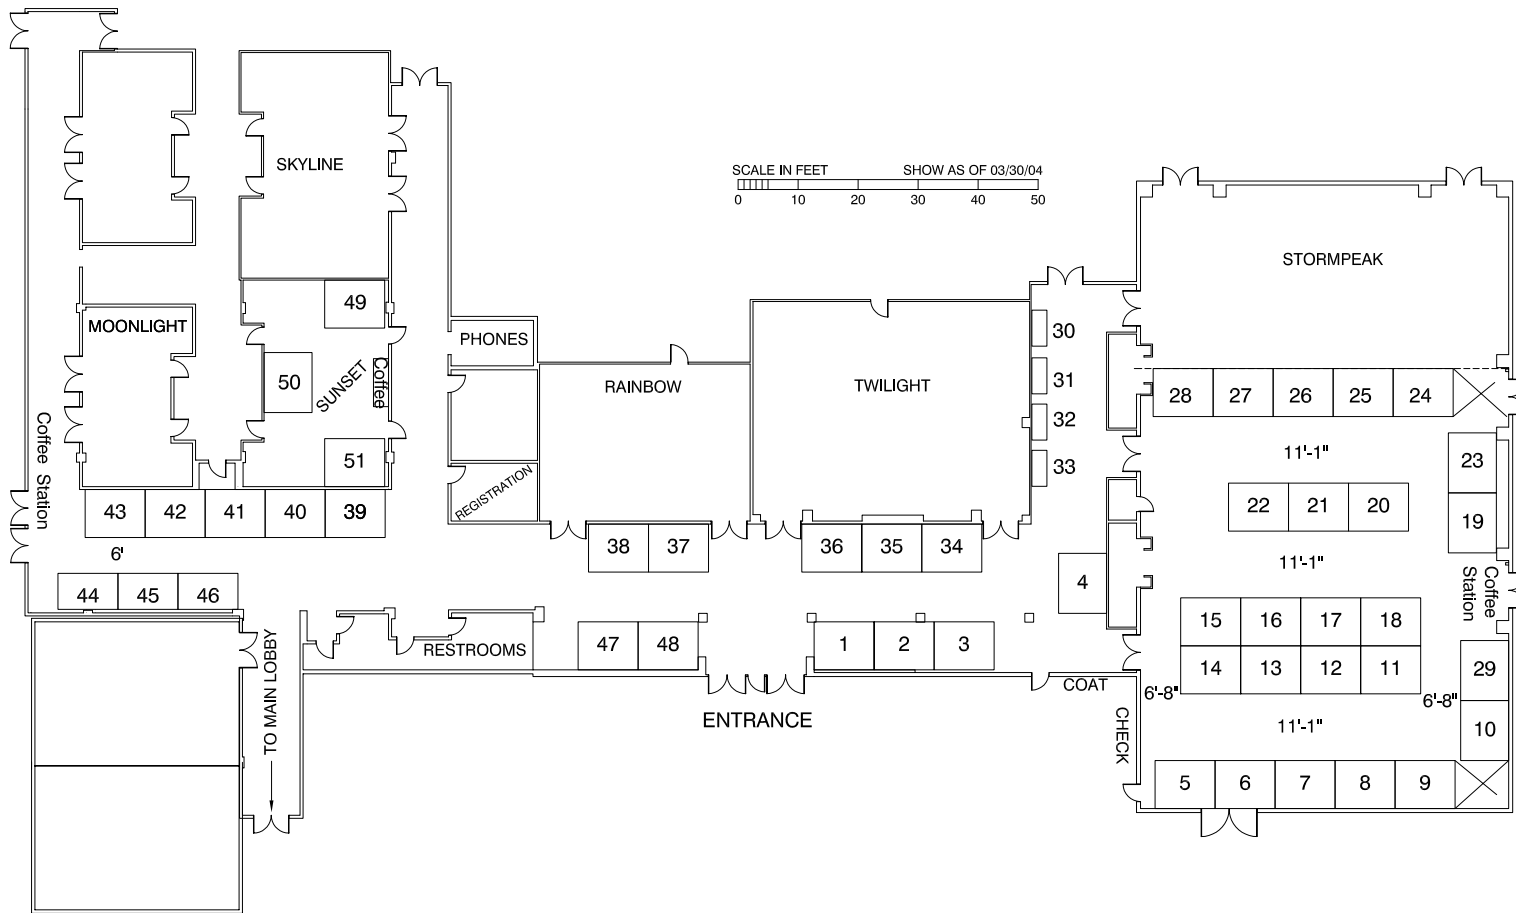 SKYLINE
SCALE IN FEET SHOW AS OF 03/30/04
0 10 20 30 40 50
STORMPEAK
49
MOONLIGHT
PHONES
30
RAINBOW
TWILIGHT
31
50
SUNSET
Coffee
28 27 26 25 24
32
Coffee Station
11'-1"
51
33
23
REGISTRATION
43 42 41 40 39
22 21 20
19
6'
38 37
36 35 34
11'-1"
4
Coffee
Station
44 45 46
15 16 17 18
RESTROOMS
47 48
1 2 3
14 13 12 11
29
TO MAIN LOBBY
COAT
CHECK
6'-8"
6'-8"
ENTRANCE
11'-1"
10
5 6 7 8 9